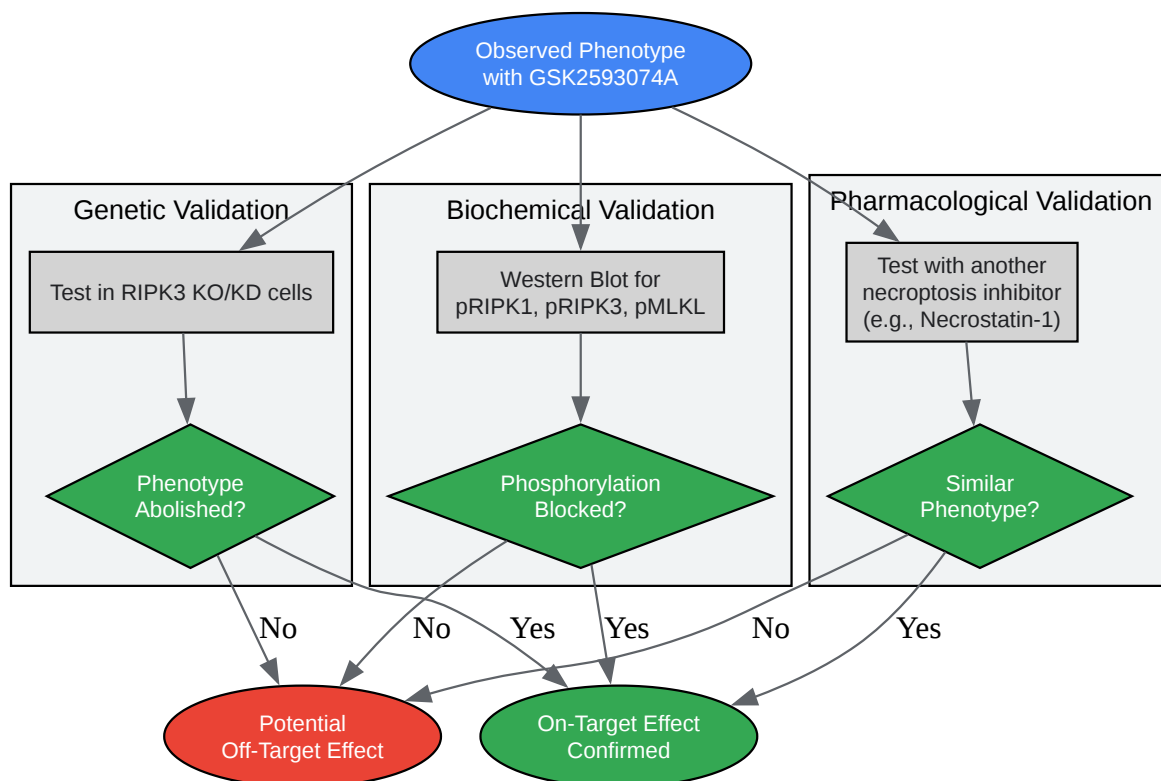 Observed Phenotype
with GSK2593074A
Genetic Validation
Test in RIPK3 KO/KD cells
Phenotype
Abolished?
Biochemical Validation
Western Blot for
pRIPK1, pRIPK3, pMLKL
Phosphorylation
Blocked?
Pharmacological Validation
Test with another
necroptosis inhibitor
(e.g., Necrostatin-1)
Similar
Phenotype?
No
No
Yes
Yes
No
Yes
Potential
Off-Target Effect
On-Target Effect
Confirmed